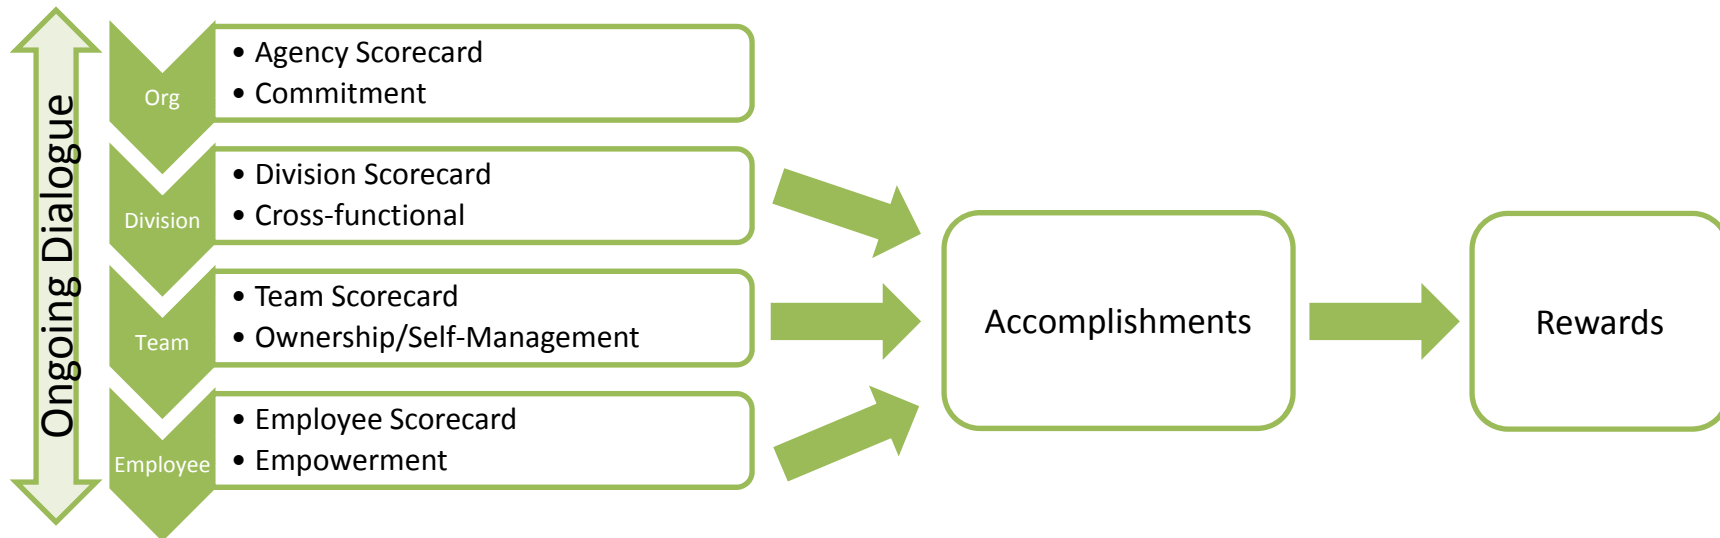 Ongoing Dialogue
Org
• Agency Scorecard
• Commitment
Division
• Division Scorecard
• Cross-functional
Team
• Team Scorecard
• Ownership/Self-Management
Employee
• Employee Scorecard
• Empowerment
Accomplishments
Rewards